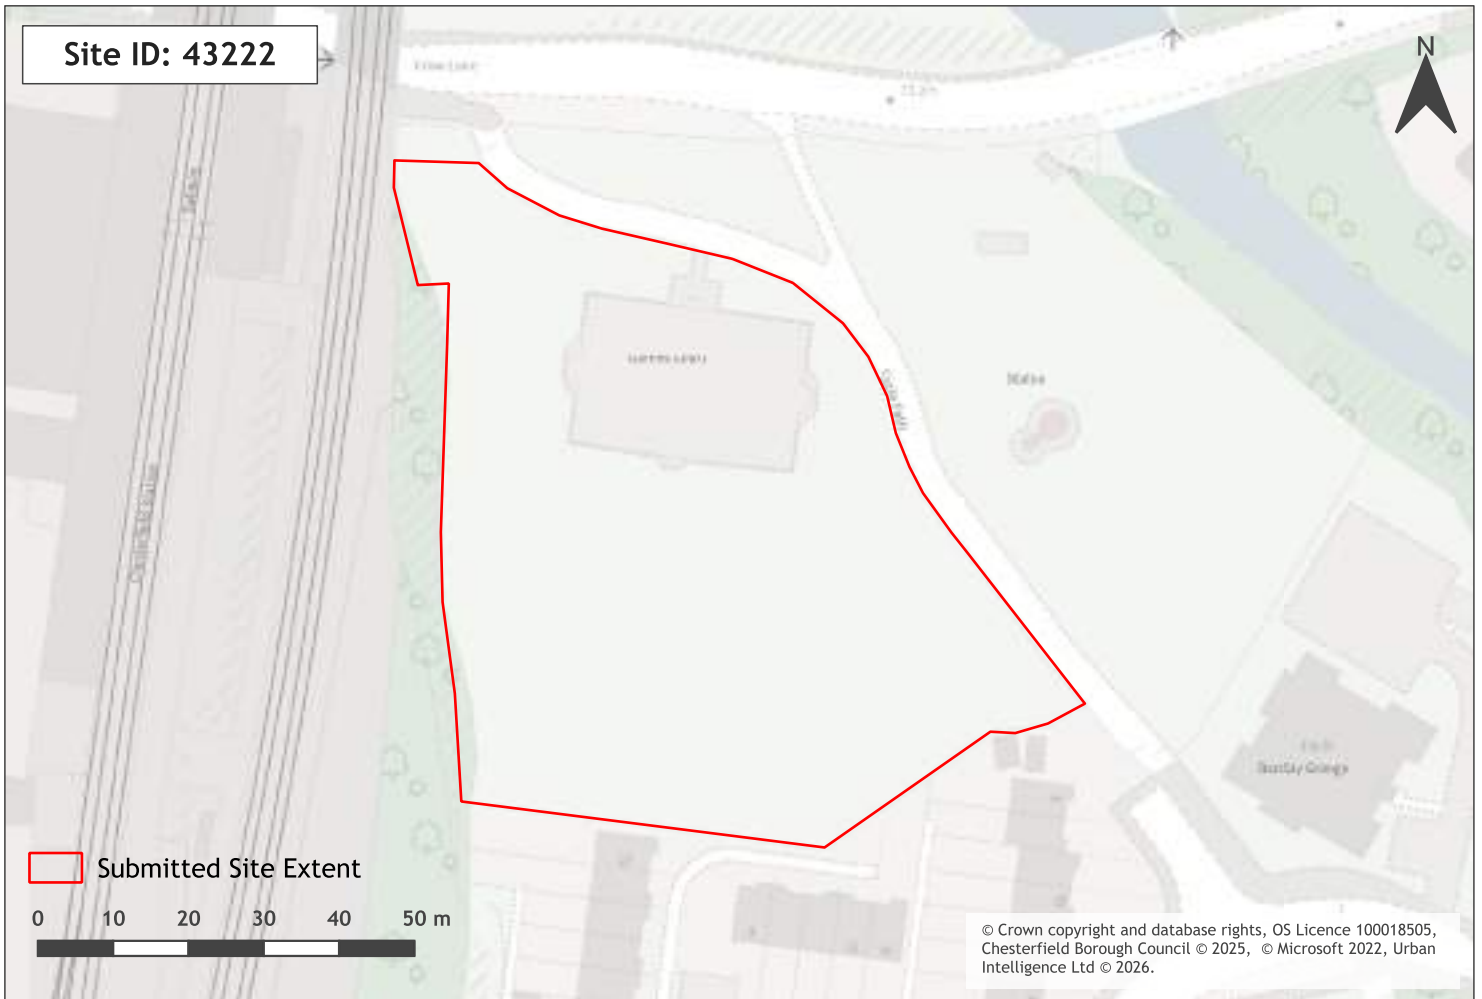 Site ID: 43222
N
Submitted Site Extent
0 10 20 30 40 50 m
© Crown copyright and database rights, OS Licence 100018505,
Chesterfield Borough Council © 2025, © Microsoft 2022, Urban
Intelligence Ltd © 2026.